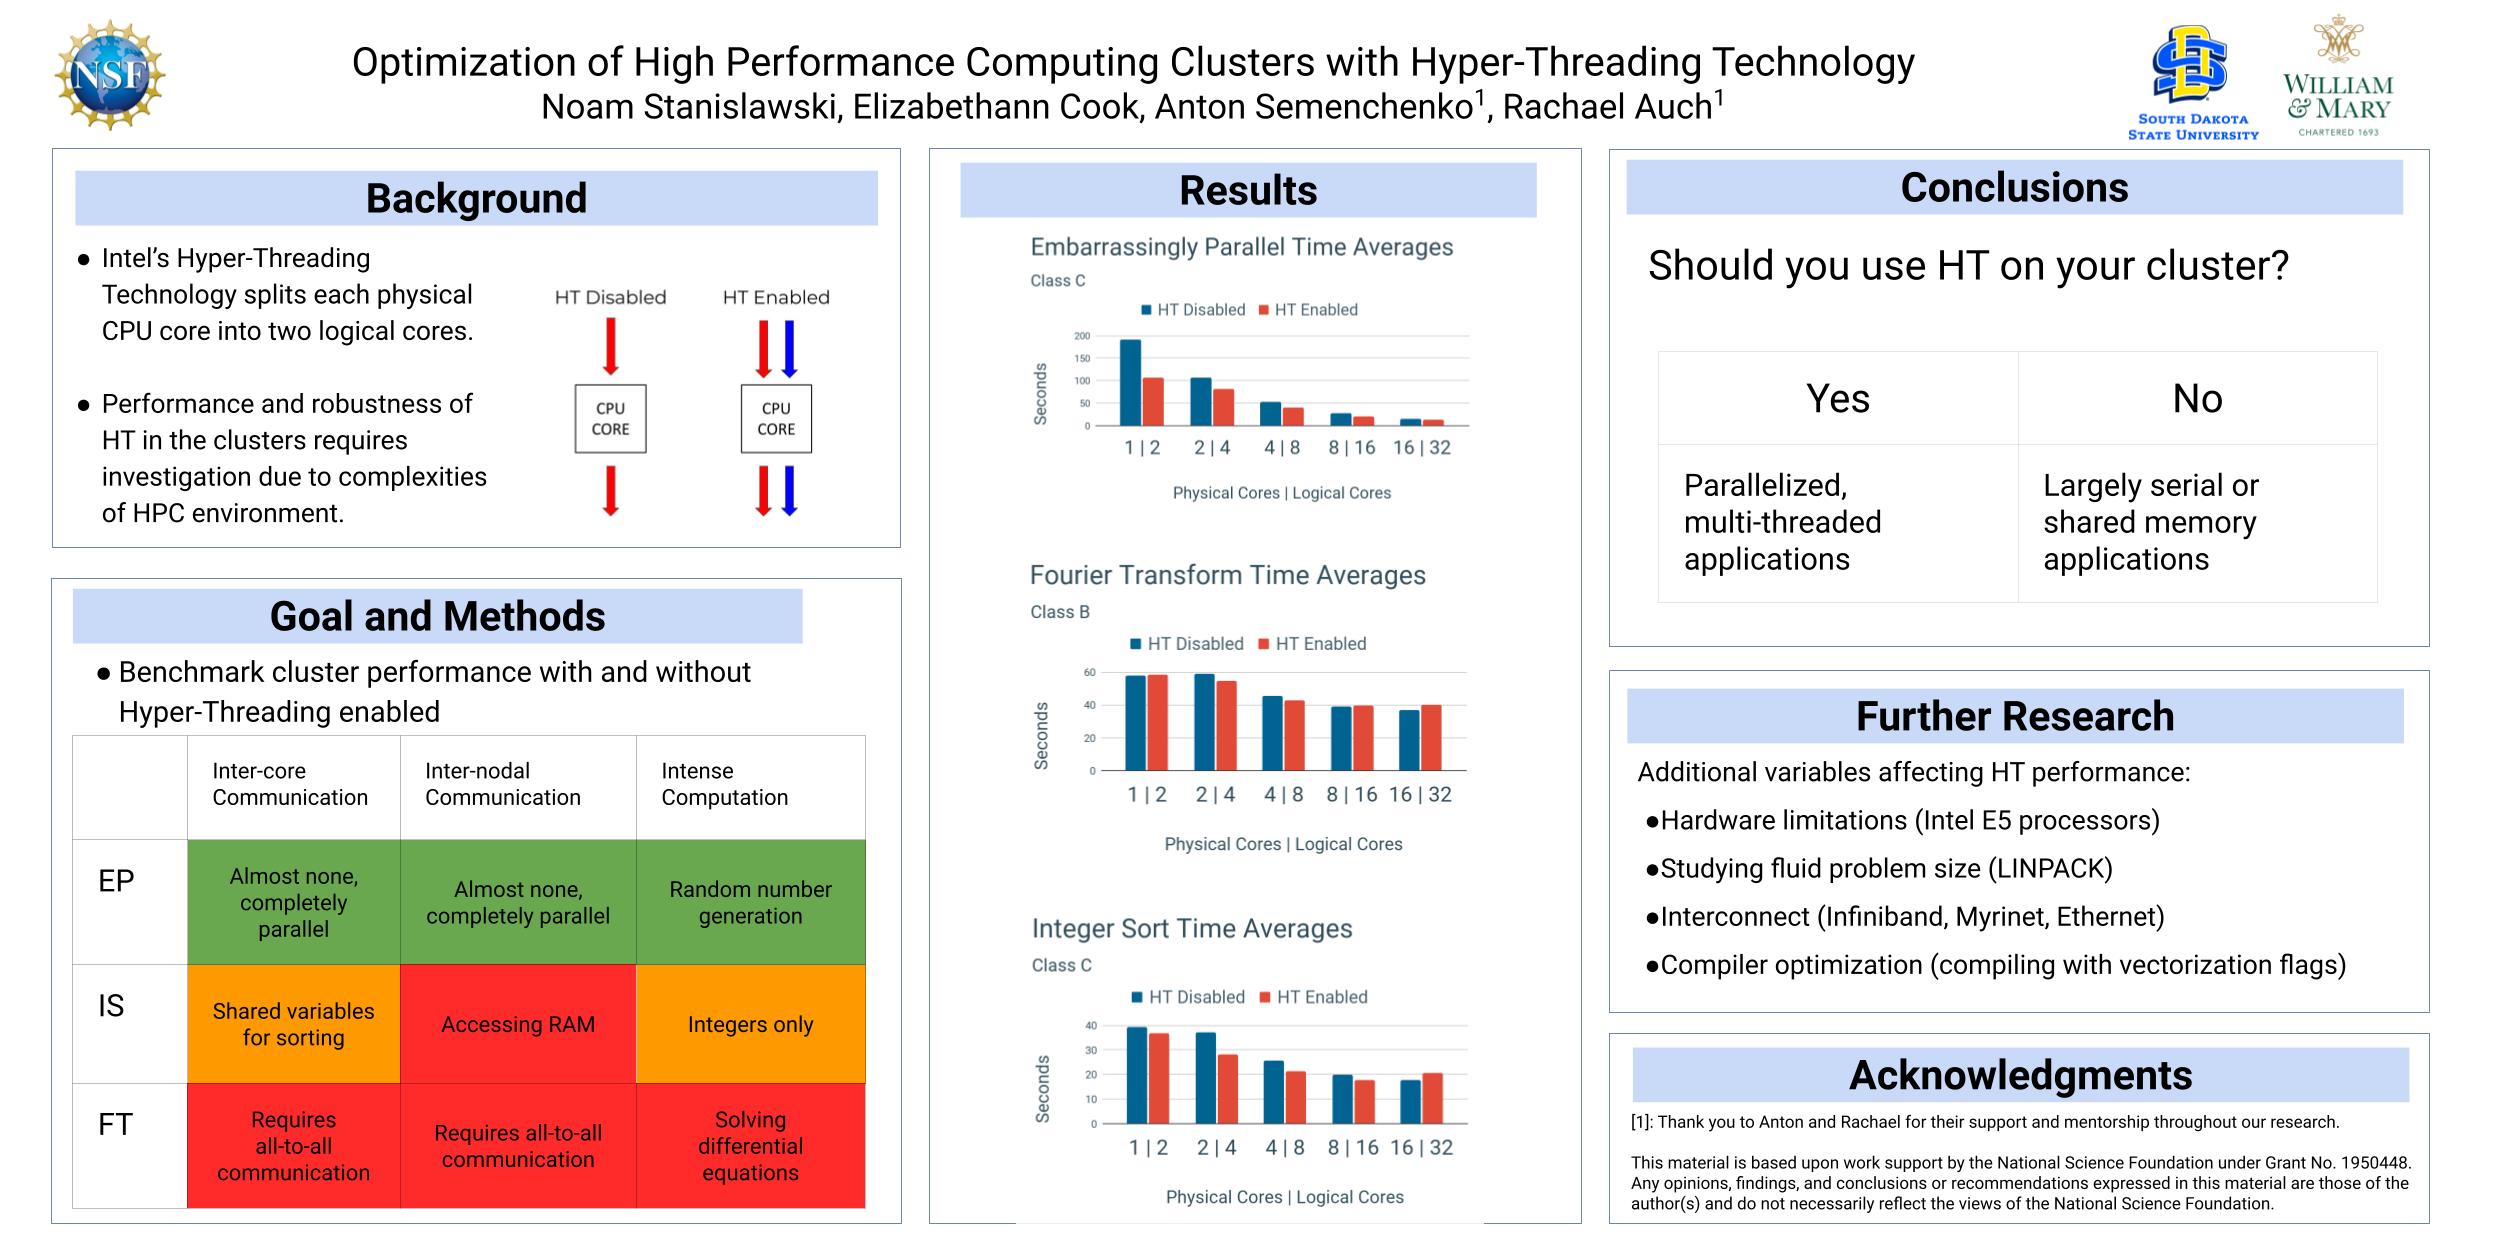 NSF
Optimization of High Performance Computing Clusters with Hyper-Threading Technology
Noam Stanislawski, Elizabethann Cook, Anton Semenchenko1, Rachael Auch1
SOUTH DAKOTA
STATE UNIVERSITY
WILLIAM
& MARY
CHARTERED 1693
Background
● Intel’s Hyper-Threading
Technology splits each physical
CPU core into two logical cores.
● Performance and robustness of
HT in the clusters requires
investigation due to complexities
of HPC environment.
HT Disabled
HT Enabled
CPU
CORE
CPU
CORE
Goal and Methods
● Benchmark cluster performance with and without
Hyper-Threading enabled
Inter-core
Communication
Inter-nodal
Communication
Intense
Computation
EP
Almost none,
completely
parallel
Almost none,
completely parallel
Random number
generation
IS
Shared variables
for sorting
Accessing RAM
Integers only
FT
Requires
all-to-all
communication
Requires all-to-all
communication
Solving
differential
equations
Results
Embarrassingly Parallel Time Averages
Class C
HT Disabled HT Enabled
Seconds
200
150
100
50
0
1 | 2 2 | 4 4 | 8 8 | 16 16 | 32
Physical Cores | Logical Cores
Fourier Transform Time Averages
Class B
HT Disabled HT Enabled
Seconds
60
40
20
0
1 | 2 2 | 4 4 | 8 8 | 16 16 | 32
Physical Cores | Logical Cores
Integer Sort Time Averages
Class C
HT Disabled HT Enabled
Seconds
40
30
20
10
0
1 | 2 2 | 4 4 | 8 8 | 16 16 | 32
Physical Cores | Logical Cores
Conclusions
Should you use HT on your cluster?
Yes
No
Parallelized,
multi-threaded
applications
Largely serial or
shared memory
applications
Further Research
Additional variables affecting HT performance:
●Hardware limitations (Intel E5 processors)
●Studying fluid problem size (LINPACK)
●Interconnect (Infiniband, Myrinet, Ethernet)
●Compiler optimization (compiling with vectorization flags)
Acknowledgments
[1]: Thank you to Anton and Rachael for their support and mentorship throughout our research.
This material is based upon work support by the National Science Foundation under Grant No. 1950448.
Any opinions, findings, and conclusions or recommendations expressed in this material are those of the
author(s) and do not necessarily reflect the views of the National Science Foundation.